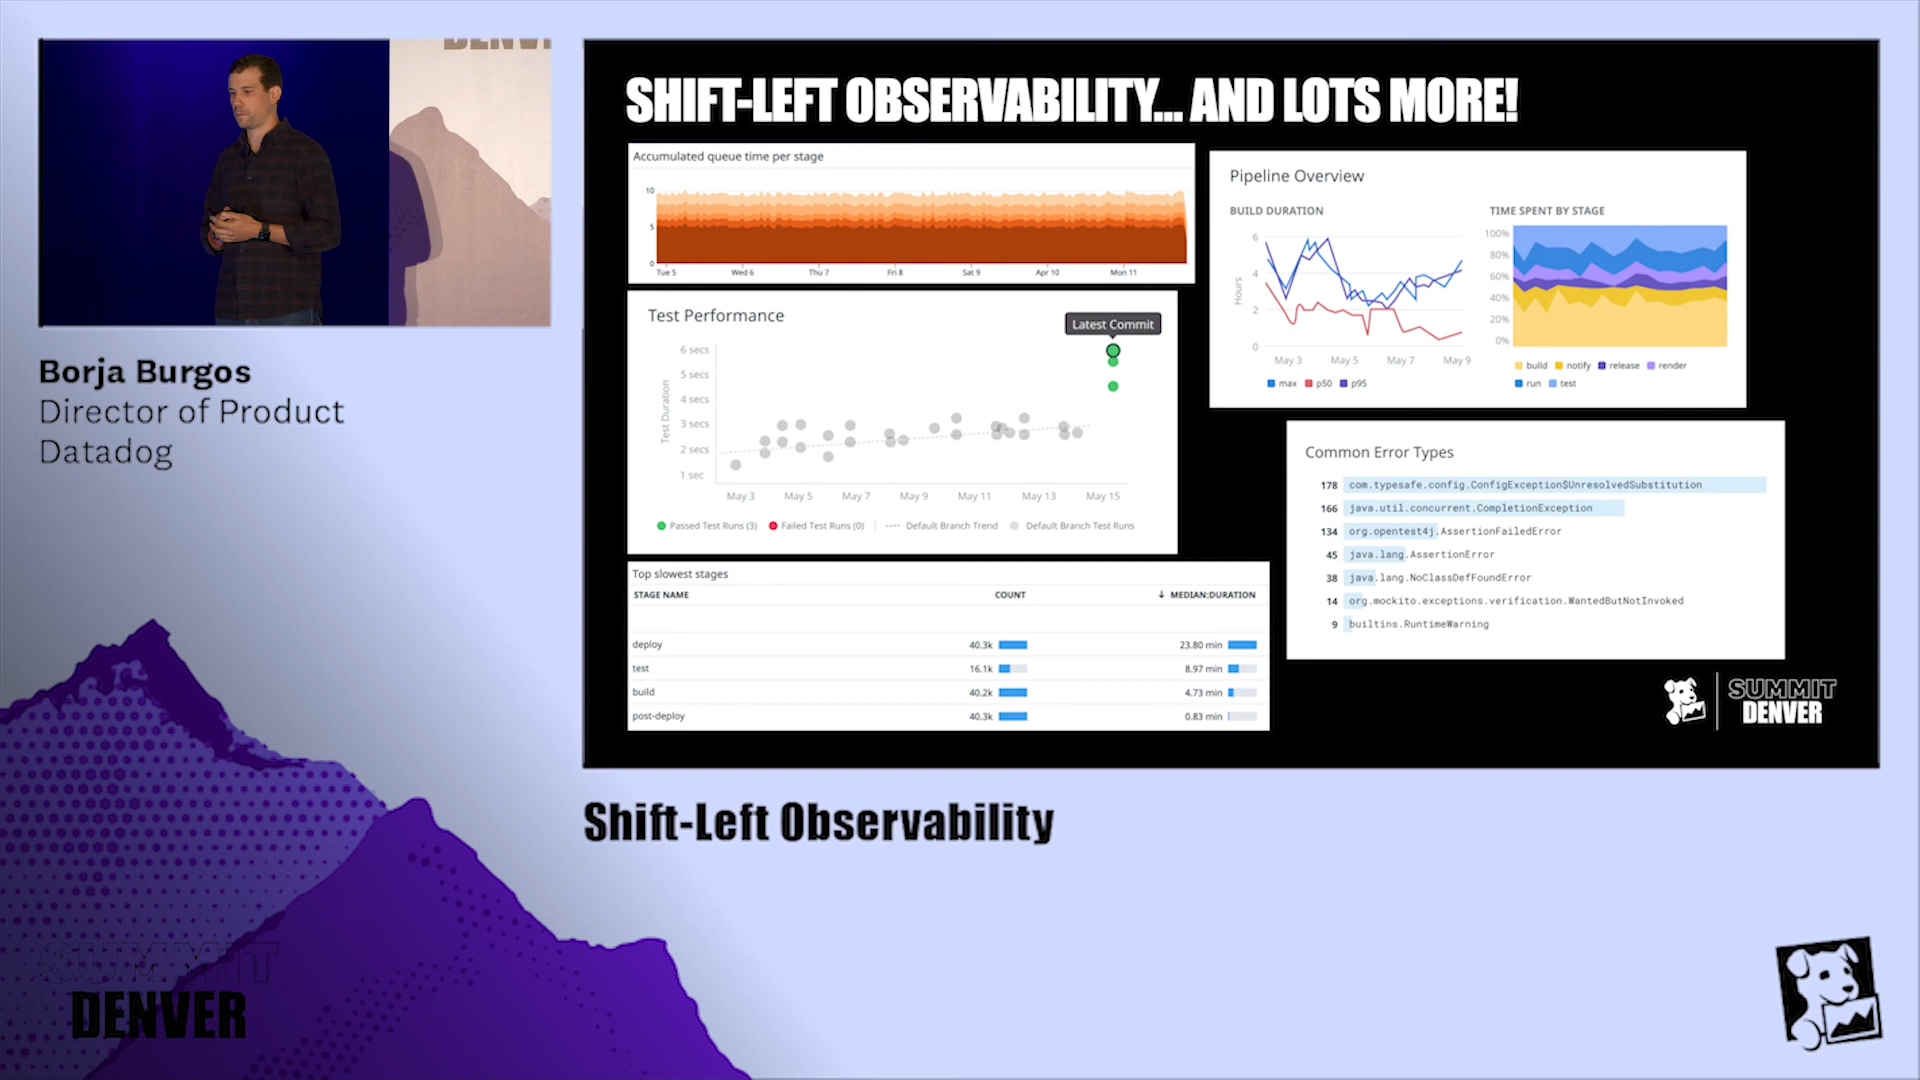 DENVER
Borja Burgos
Director of Product
Datadog
SHIFT-LEFT OBSERVABILITY... AND LOTS MORE!
Accumulated queue time per stage
10
5
0
Tue 5 Wed 6 Thu 7 Fri 8 Sat 9 Apr 10 Mon 11
Test Performance
Latest Commit
Test Duration
6 secs
5 secs
4 secs
3 secs
2 secs
1 sec
May 3 May 5 May 7 May 9 May 11 May 13 May 15
Passed Test Runs (3) Failed Test Runs (0) Default Branch Trend Default Branch Test Runs
Top slowest stages
STAGE NAME COUNT ↓ MEDIAN:DURATION
deploy 40.3k 23.80 min
test 16.1k 8.97 min
build 40.2k 4.73 min
post-deploy 40.3k 0.83 min
Pipeline Overview
BUILD DURATION
Hours
6
4
2
0
May 3 May 5 May 7 May 9
max p50 p95
TIME SPENT BY STAGE
100%
80%
60%
40%
20%
0%
build notify release render
run test
Common Error Types
178 com.typesafe.config.ConfigException$UnresolvedSubstitution
166 java.util.concurrent.CompletionException
134 org.opentest4j.AssertionFailedError
45 java.lang.AssertionError
38 java.lang.NoClassDefFoundError
14 org.mockito.exceptions.verification.WantedButNotInvoked
9 builtins.RuntimeWarning
SUMMIT
DENVER
Shift-Left Observability
SUMMIT
DENVER